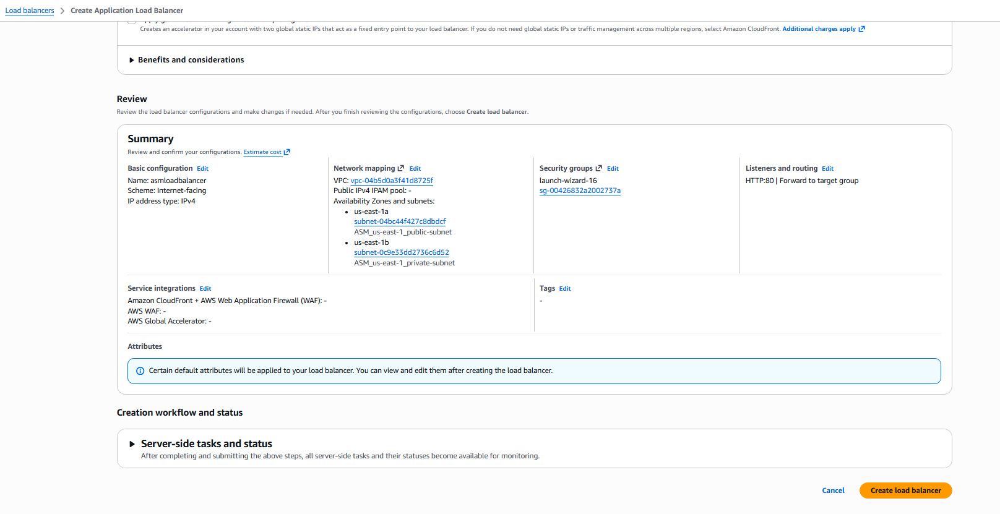 Load balancers > Create Application Load Balancer
Creates an accelerator in your account with two global static IPs that act as a fixed entry point to your load balancer. If you do not need global static IPs or traffic management across multiple regions, select Amazon CloudFront. Additional charges apply
Benefits and considerations
Review
Review the load balancer configurations and make changes if needed. After you finish reviewing the configurations, choose Create load balancer.
Summary
Review and confirm your configurations. Estimate cost
Basic configuration Edit
Name: asmloadbalancer
Scheme: Internet-facing
IP address type: IPv4
Network mapping Edit
VPC: vpc-04b5d0a3f41d8725f
Public IPv4 IPAM pool: -
Availability Zones and subnets:
• us-east-1a
subnet-04bc44f427c8dbdcf
ASM_us-east-1_public-subnet
• us-east-1b
subnet-0c9e33dd2736c6d52
ASM_us-east-1_private-subnet
Security groups Edit
launch-wizard-16
sg-00426832a2002737a
Listeners and routing Edit
HTTP:80 | Forward to target group
Service integrations Edit
Amazon CloudFront + AWS Web Application Firewall (WAF): -
AWS WAF: -
AWS Global Accelerator: -
Tags Edit
-
Attributes
Certain default attributes will be applied to your load balancer. You can view and edit them after creating the load balancer.
Creation workflow and status
Server-side tasks and status
After completing and submitting the above steps, all server-side tasks and their statuses become available for monitoring.
Cancel
Create load balancer